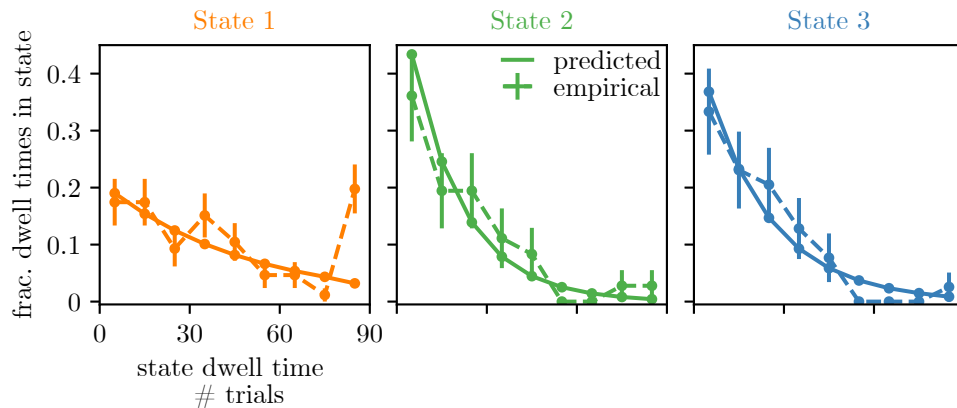 State 1
State 2
State 3
frac. dwell times in state
0.4
0.3
0.2
0.1
0
predicted
empirical
0
30
60
90
state dwell time
# trials